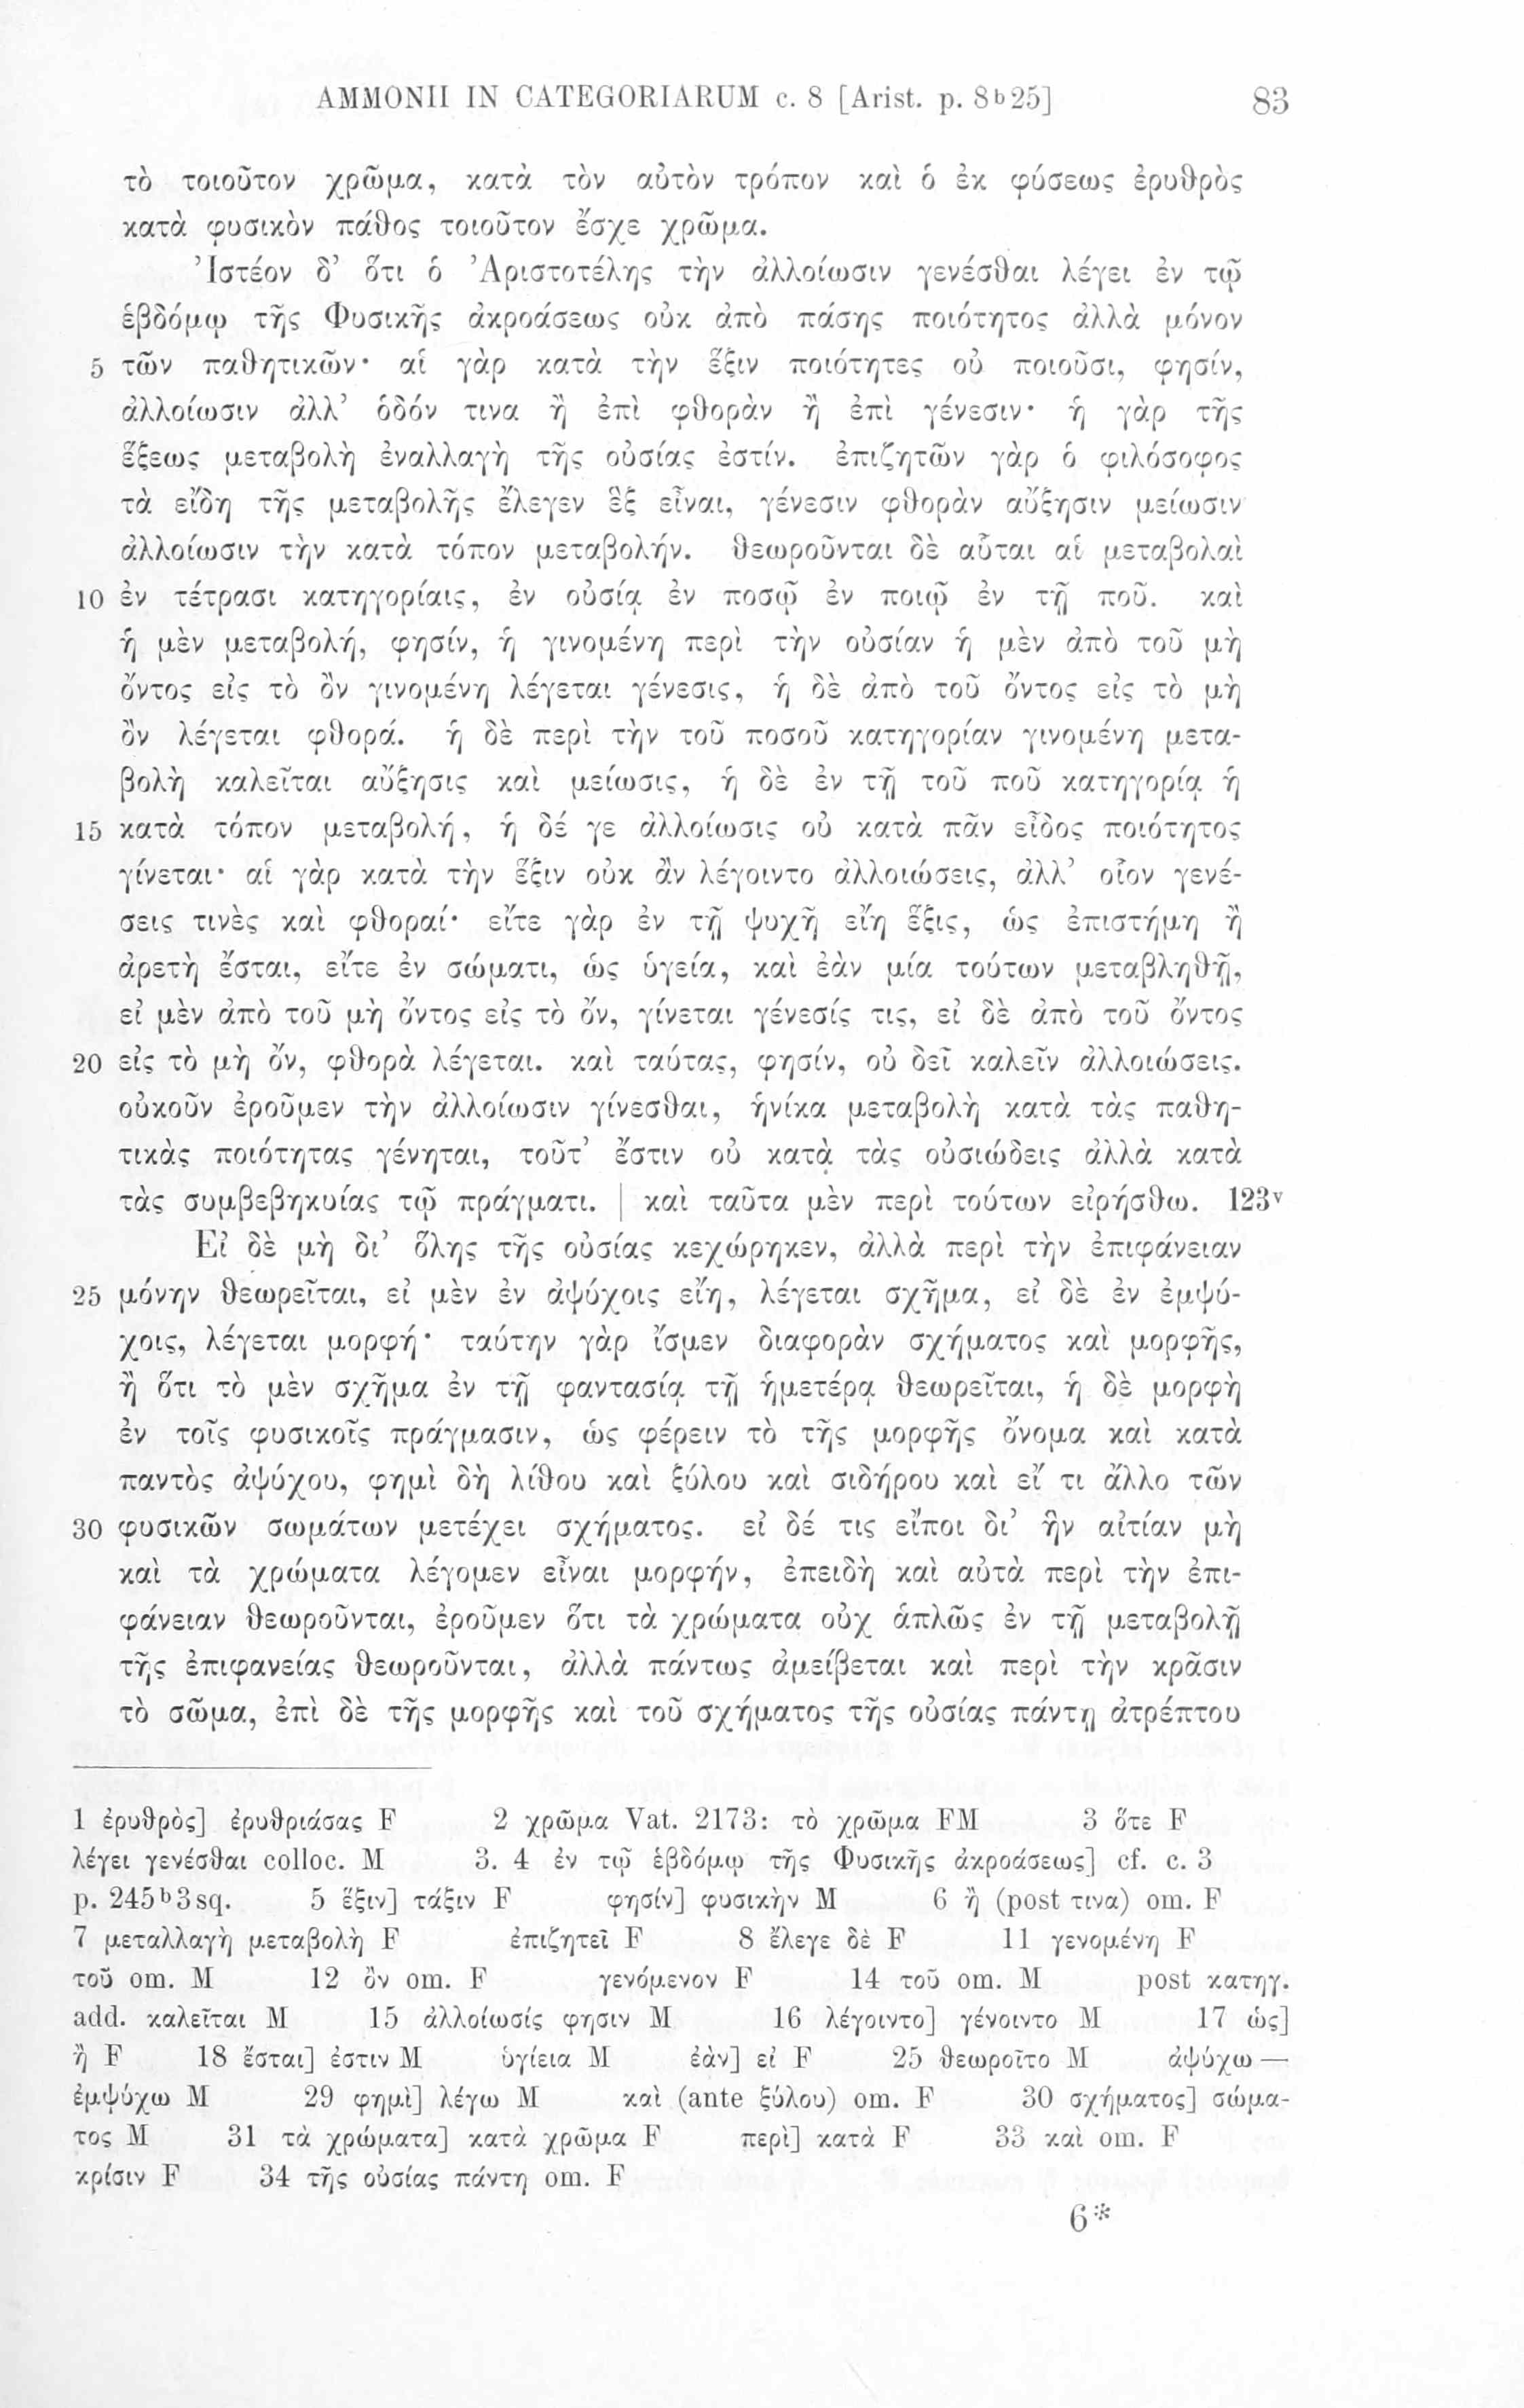 AMMONII IN CATEGORIARUM c. 8 [Arist. p. 8b25] 83
τὸ τοιοῦτον χρῶμα, κατὰ τὸν αὐτὸν τρόπον καὶ ὁ ἐκ φύσεως ἐρυθρὸς
κατὰ φυσικὸν πάθος τοιοῦτον ἔσχε χρῶμα.
Ἰστέον δ' ὅτι ὁ Ἀριστοτέλης τὴν ἀλλοίωσιν γενέσθαι λέγει ἐν τῷ
ἑβδόμῳ τῆς Φυσικῆς ἀκροάσεως οὐκ ἀπὸ πάσης ποιότητος ἀλλὰ μόνον
5 τῶν παθητικῶν· αἱ γὰρ κατὰ τὴν ἕξιν ποιότητες οὐ ποιοῦσι, φησίν,
ἀλλοίωσιν ἀλλ' ὁδόν τινα ἢ ἐπὶ φθορὰν ἢ ἐπὶ γένεσιν· ἡ γὰρ τῆς
ἕξεως μεταβολὴ ἐναλλαγὴ τῆς οὐσίας ἐστίν. ἐπιζητῶν γὰρ ὁ φιλόσοφος
τὰ εἴδη τῆς μεταβολῆς ἔλεγεν ἓξ εἶναι, γένεσιν φθορὰν αὔξησιν μείωσιν
ἀλλοίωσιν τὴν κατὰ τόπον μεταβολήν. θεωροῦνται δὲ αὗται αἱ μεταβολαὶ
10 ἐν τέτρασι κατηγορίαις, ἐν οὐσίᾳ ἐν ποσῷ ἐν ποιῷ ἐν τῇ ποῦ. καὶ
ἡ μὲν μεταβολή, φησίν, ἡ γινομένη περὶ τὴν οὐσίαν ἡ μὲν ἀπὸ τοῦ μὴ
ὄντος εἰς τὸ ὂν γινομένη λέγεται γένεσις, ἡ δὲ ἀπὸ τοῦ ὄντος εἰς τὸ μὴ
ὂν λέγεται φθορά. ἡ δὲ περὶ τὴν τοῦ ποσοῦ κατηγορίαν γινομένη μετα-
βολὴ καλεῖται αὔξησις καὶ μείωσις, ἡ δὲ ἐν τῇ τοῦ ποῦ κατηγορίᾳ ἡ
15 κατὰ τόπον μεταβολή, ἡ δέ γε ἀλλοίωσις οὐ κατὰ πᾶν εἶδος ποιότητος
γίνεται· αἱ γὰρ κατὰ τὴν ἕξιν οὐκ ἂν λέγοιντο ἀλλοιώσεις, ἀλλ' οἷον γενέ-
σεις τινὲς καὶ φθοραί· εἴτε γὰρ ἐν τῇ ψυχῇ εἴη ἕξις, ὡς ἐπιστήμη ἢ
ἀρετὴ ἔσται, εἴτε ἐν σώματι, ὡς ὑγεία, καὶ ἐὰν μία τούτων μεταβληθῇ,
εἰ μὲν ἀπὸ τοῦ μὴ ὄντος εἰς τὸ ὄν, γίνεται γένεσίς τις, εἰ δὲ ἀπὸ τοῦ ὄντος
20 εἰς τὸ μὴ ὄν, φθορὰ λέγεται. καὶ ταύτας, φησίν, οὐ δεῖ καλεῖν ἀλλοιώσεις.
οὐκοῦν ἐροῦμεν τὴν ἀλλοίωσιν γίνεσθαι, ἡνίκα μεταβολὴ κατὰ τὰς παθη-
τικὰς ποιότητας γένηται, τοῦτ' ἔστιν οὐ κατὰ τὰς οὐσιώδεις ἀλλὰ κατὰ
τὰς συμβεβηκυίας τῷ πράγματι. | καὶ ταῦτα μὲν περὶ τούτων εἰρήσθω. 123v
Εἰ δὲ μὴ δι' ὅλης τῆς οὐσίας κεχώρηκεν, ἀλλὰ περὶ τὴν ἐπιφάνειαν
25 μόνην θεωρεῖται, εἰ μὲν ἐν ἀψύχοις εἴη, λέγεται σχῆμα, εἰ δὲ ἐν ἐμψύ-
χοις, λέγεται μορφή· ταύτην γὰρ ἴσμεν διαφορὰν σχήματος καὶ μορφῆς,
ἢ ὅτι τὸ μὲν σχῆμα ἐν τῇ φαντασίᾳ τῇ ἡμετέρᾳ θεωρεῖται, ἡ δὲ μορφὴ
ἐν τοῖς φυσικοῖς πράγμασιν, ὡς φέρειν τὸ τῆς μορφῆς ὄνομα καὶ κατὰ
παντὸς ἀψύχου, φημὶ δὴ λίθου καὶ ξύλου καὶ σιδήρου καὶ εἴ τι ἄλλο τῶν
30 φυσικῶν σωμάτων μετέχει σχήματος. εἰ δέ τις εἴποι δι' ἣν αἰτίαν μὴ
καὶ τὰ χρώματα λέγομεν εἶναι μορφήν, ἐπειδὴ καὶ αὐτὰ περὶ τὴν ἐπι-
φάνειαν θεωροῦνται, ἐροῦμεν ὅτι τὰ χρώματα οὐχ ἁπλῶς ἐν τῇ μεταβολῇ
τῆς ἐπιφανείας θεωροῦνται, ἀλλὰ πάντως ἀμείβεται καὶ περὶ τὴν κρᾶσιν
τὸ σῶμα, ἐπὶ δὲ τῆς μορφῆς καὶ τοῦ σχήματος τῆς οὐσίας πάντῃ ἀτρέπτου
1 ἐρυθρὸς] ἐρυθριάσας F 2 χρῶμα Vat. 2173: τὸ χρῶμα FM 3 ὅτε F
λέγει γενέσθαι colloc. M 3. 4 ἐν τῷ ἑβδόμῳ τῆς Φυσικῆς ἀκροάσεως] cf. c. 3
p. 245b3sq. 5 ἕξιν] τάξιν F φησίν] φυσικὴν M 6 ἢ (post τινα) om. F
7 μεταλλαγὴ μεταβολὴ F ἐπιζητεῖ F 8 ἔλεγε δὲ F 11 γενομένη F
τοῦ om. M 12 ὂν om. F γενόμενον F 14 τοῦ om. M post κατηγ.
add. καλεῖται M 15 ἀλλοίωσίς φησιν M 16 λέγοιντο] γένοιντο M 17 ὡς]
ἢ F 18 ἔσται] ἐστιν M ὑγίεια M ἐὰν] εἰ F 25 θεωροῖτο M ἀψύχω —
ἐμψύχω M 29 φημὶ] λέγω M καὶ (ante ξύλου) om. F 30 σχήματος] σώμα-
τος M 31 τὰ χρώματα] κατὰ χρῶμα F περὶ] κατὰ F 33 καὶ om. F
κρίσιν F 34 τῆς οὐσίας πάντη om. F
6*